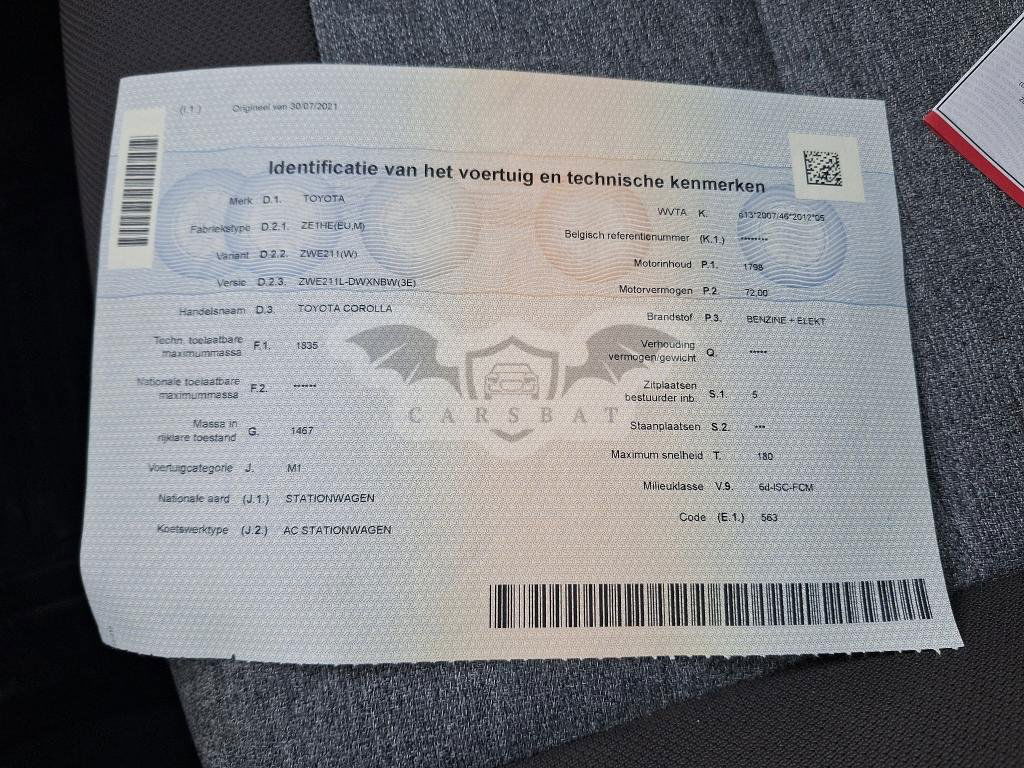 (I.1.) Origineel van 30/07/2021
Identificatie van het voertuig en technische kenmerken
Merk D.1. TOYOTA
Fabriekstype D.2.1. ZE1HE(EU,M)
Variant D.2.2. ZWE211(W)
Versie D.2.3. ZWE211L-DWXNBW(3E)
Handelsnaam D.3. TOYOTA COROLLA
Techn. toelaatbare
maximummassa F.1. 1835
Nationale toelaatbare
maximummassa F.2. ------
Massa in
rijklare toestand G. 1467
Voertuigcategorie J. M1
Nationale aard (J.1.) STATIONWAGEN
Koetswerktype (J.2.) AC STATIONWAGEN
WVTA K. e13*2007/46*2012*05
Belgisch referentienummer (K.1.) --------
Motorinhoud P.1. 1798
Motorvermogen P.2. 72,00
Brandstof P.3. BENZINE + ELEKT
Verhouding
vermogen/gewicht Q. -----
Zitplaatsen
bestuurder inb. S.1. 5
Staanplaatsen S.2. ---
Maximum snelheid T. 180
Milieuklasse V.9. 6d-ISC-FCM
Code (E.1.) 563
CARSBAT